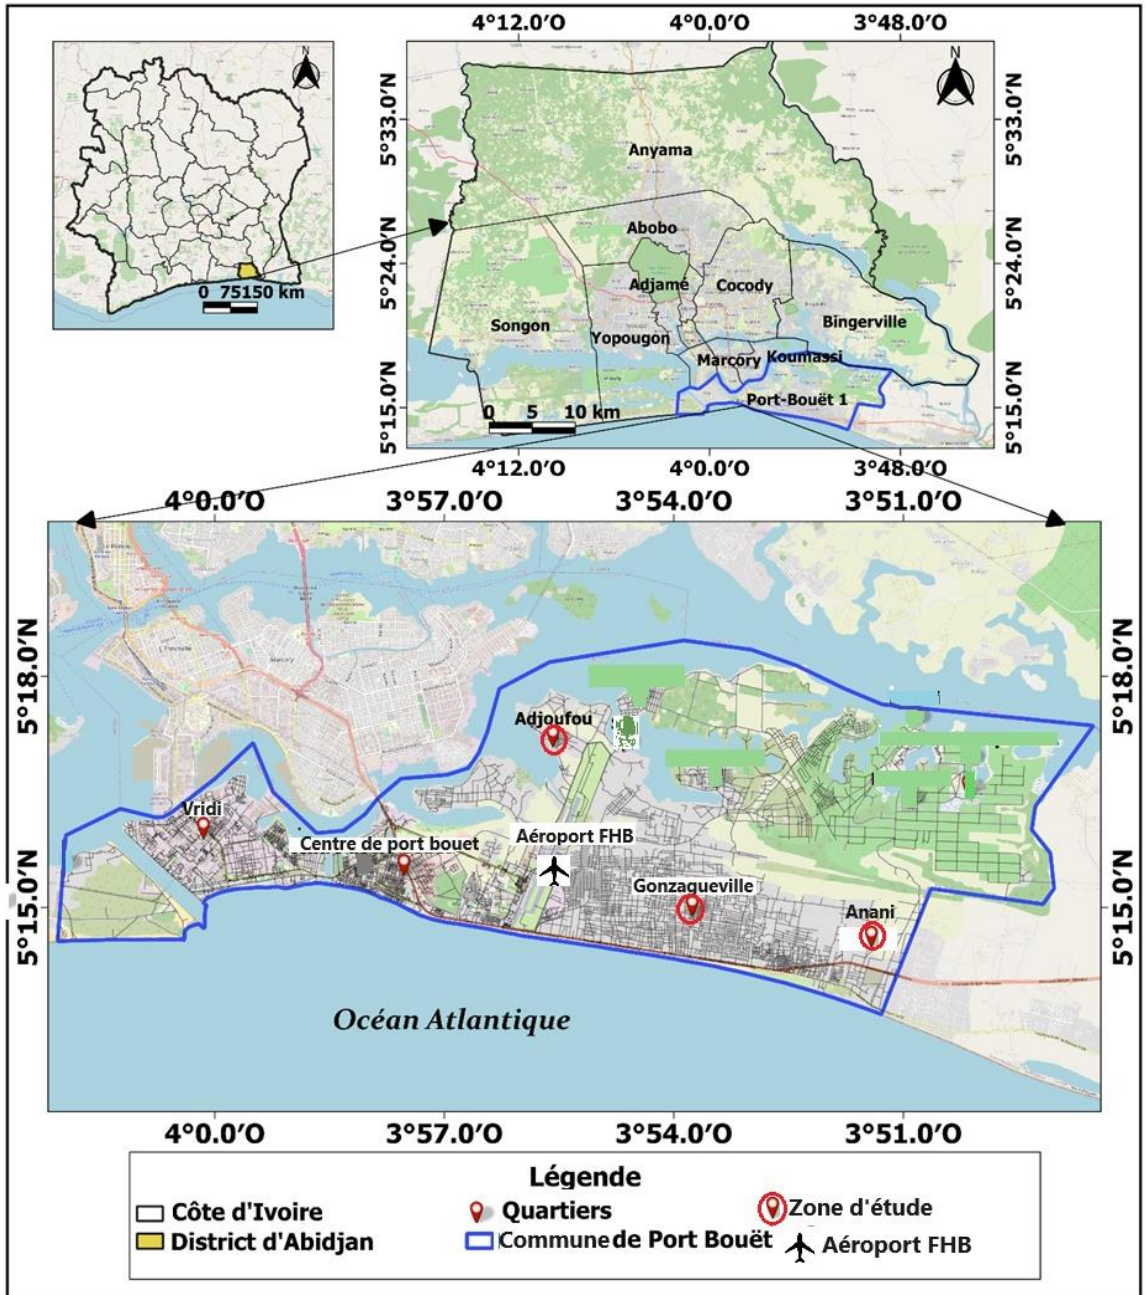 N
0 75150 km
4°12.0′O 4°0.0′O 3°48.0′O
N
5°33.0′N 5°33.0′N
Anyama
Abobo
5°24.0′N 5°24.0′N
Adjamé Cocody
Songon Bingerville
Yopougon
Marcory Koumassi
5°15.0′N 5°15.0′N
Port-Bouët 1
0 5 10 km
4°12.0′O 4°0.0′O 3°48.0′O
4°0.0′O 3°57.0′O 3°54.0′O 3°51.0′O
Marcory
5°18.0′N 5°18.0′N
Adjoufou
Vridi
Centre de port bouet
Aéroport FHB
Gonzagueville
Anani
5°15.0′N 5°15.0′N
Océan Atlantique
4°0.0′O 3°57.0′O 3°54.0′O 3°51.0′O
Légende
Côte d'Ivoire Quartiers Zone d'étude
District d'Abidjan Commune de Port Bouët Aéroport FHB